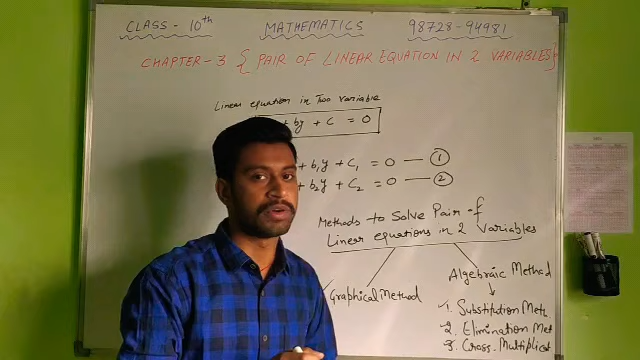 CLASS - 10th MATHEMATICS 98728-94981
CHAPTER-3 { PAIR OF LINEAR EQUATION IN 2 VARIABLES}
Linear equation in Two variable
+ by + C = 0
+ b₁y + C₁ = 0 — ①
+ b₂y + C₂ = 0 — ②
Methods to Solve Pair of
Linear equations in 2 variables
Graphical Method
Algebraic Method
1. Substitution Meth
2. Elimination Met
3. Cross-Multiplicat